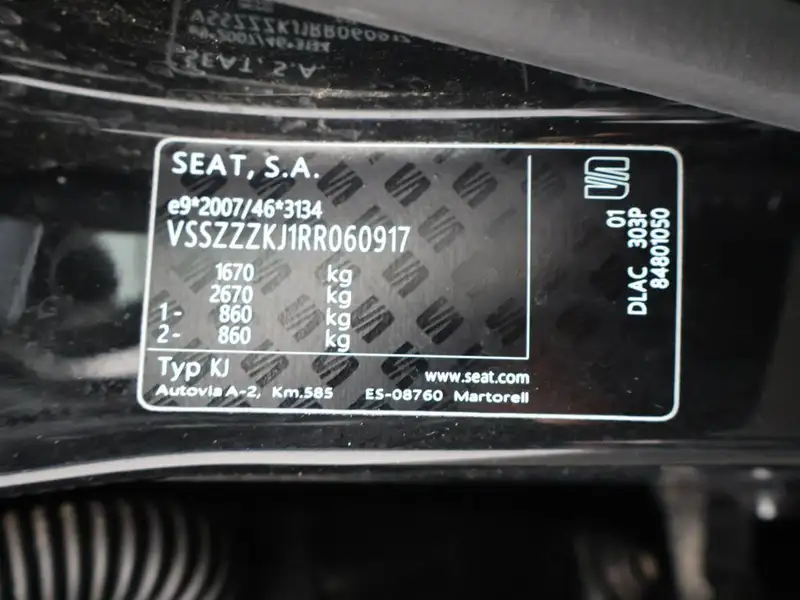 SEAT, S.A.
e9*2007/46*3134
VSSZZZKJ1RR060917
1670 kg
2670 kg
1- 860 kg
2- 860 kg
Typ KJ
www.seat.com
Autovia A-2, Km.585 ES-08760 Martorell
01
DLAC 303P
84801050